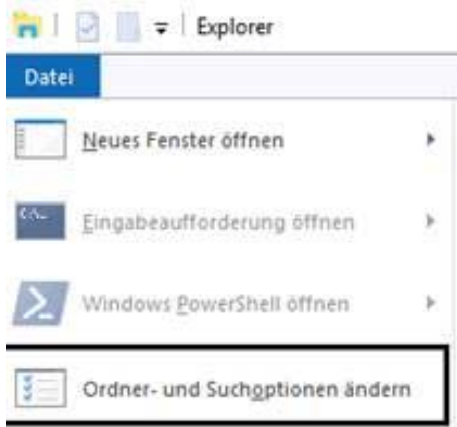 Explorer
Datei
Neues Fenster öffnen
Eingabeaufforderung öffnen
Windows PowerShell öffnen
Ordner- und Suchoptionen ändern